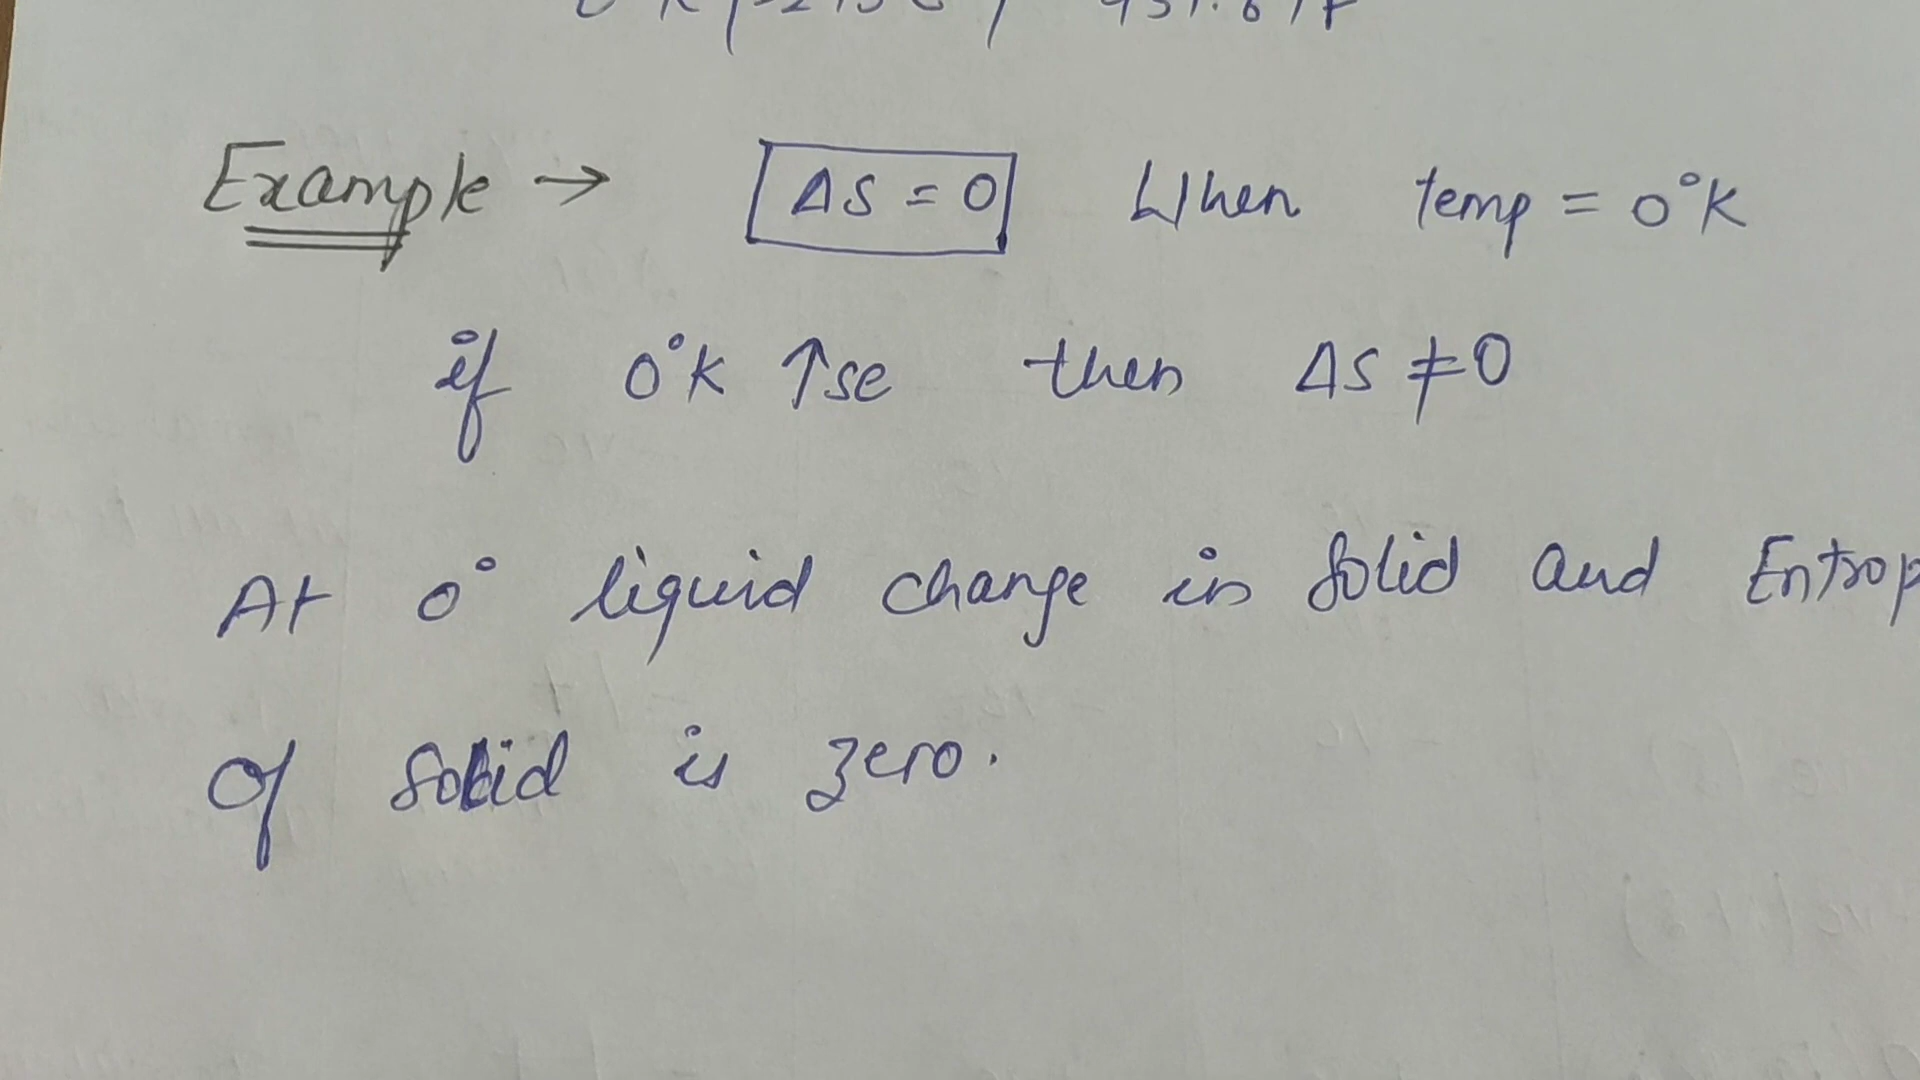 Example → ΔS = 0 When temp = 0°K
if 0°K ↑se then ΔS ≠ 0
At 0° liquid change in Solid and Entrop
of Solid is zero.